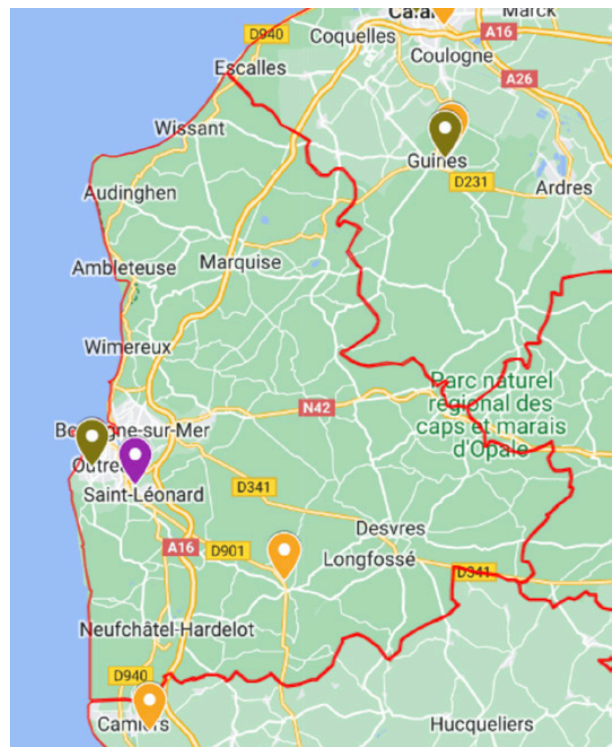 Marck
D940
Coquelles
A16
Coulogne
Escalles
A26
Wissant
Guînes
D231
Ardres
Audinghen
Marquise
Ambleteuse
Wimereux
Parc naturel
régional des
caps et marais
d'Opale
N42
Saint-Léonard
D341
Desvres
A16
D901
Longfossé
D341
Neufchâtel-Hardelot
D940
Camiers
Hucqueliers